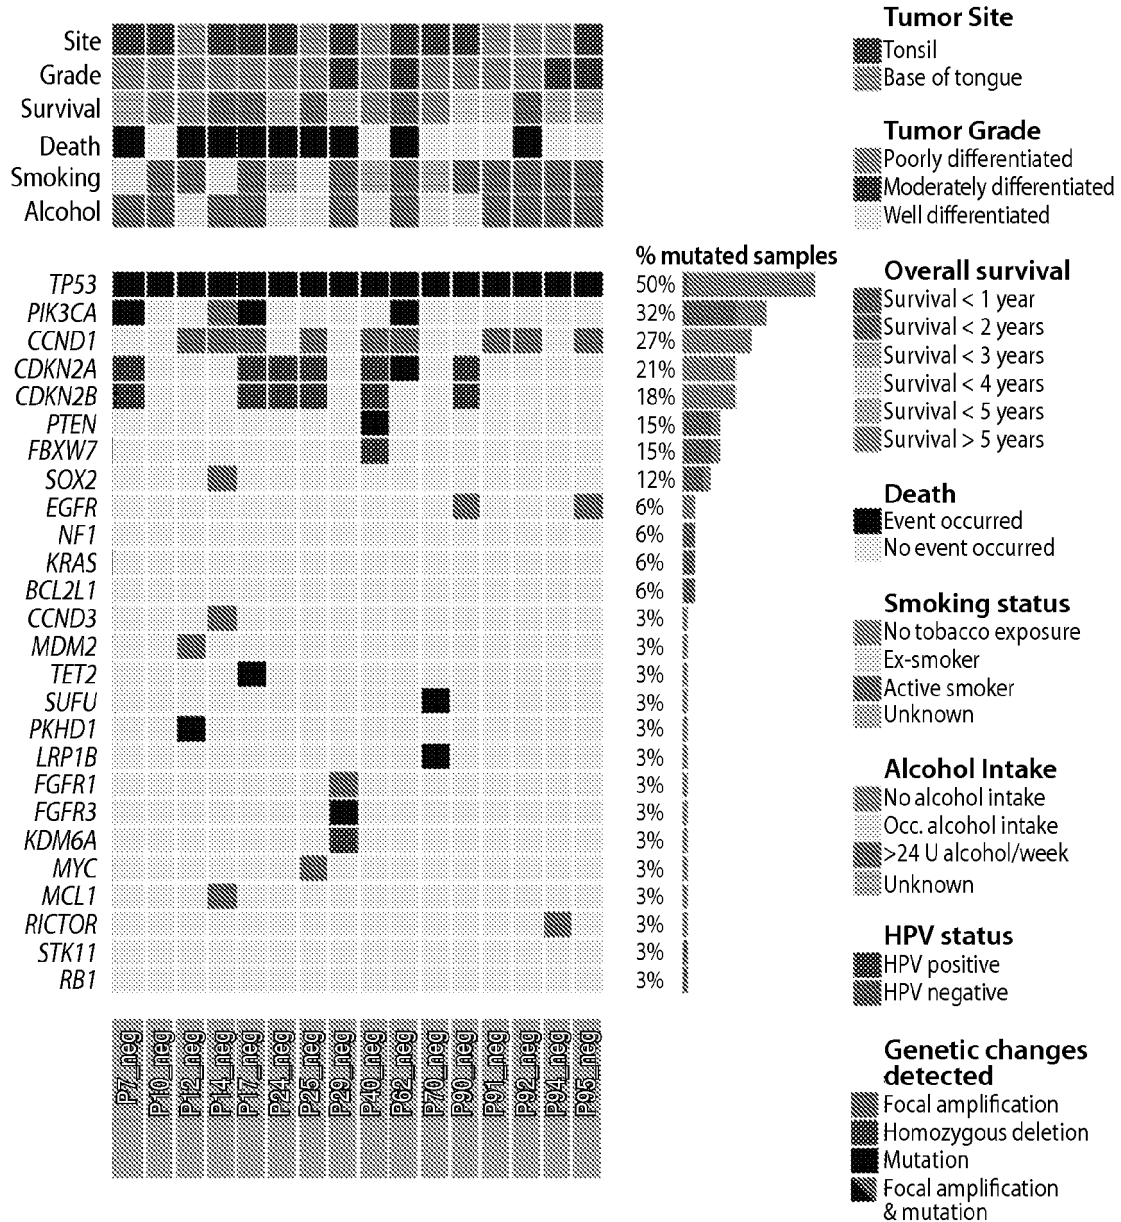 Site
Grade
Survival
Death
Smoking
Alcohol
% mutated samples
TP53 50%
PIK3CA 32%
CCND1 27%
CDKN2A 21%
CDKN2B 18%
PTEN 15%
FBXW7 15%
SOX2 12%
EGFR 6%
NF1 6%
KRAS 6%
BCL2L1 6%
CCND3 3%
MDM2 3%
TET2 3%
SUFU 3%
PKHD1 3%
LRP1B 3%
FGFR1 3%
FGFR3 3%
KDM6A 3%
MYC 3%
MCL1 3%
RICTOR 3%
STK11 3%
RB1 3%
P7_neg
P10_neg
P12_neg
P14_neg
P17_neg
P24_neg
P25_neg
P29_neg
P40_neg
P62_neg
P70_neg
P90_neg
P91_neg
P92_neg
P94_neg
P95_neg
Tumor Site
Tonsil
Base of tongue
Tumor Grade
Poorly differentiated
Moderately differentiated
Well differentiated
Overall survival
Survival < 1 year
Survival < 2 years
Survival < 3 years
Survival < 4 years
Survival < 5 years
Survival > 5 years
Death
Event occurred
No event occurred
Smoking status
No tobacco exposure
Ex-smoker
Active smoker
Unknown
Alcohol Intake
No alcohol intake
Occ. alcohol intake
>24 U alcohol/week
Unknown
HPV status
HPV positive
HPV negative
Genetic changes
detected
Focal amplification
Homozygous deletion
Mutation
Focal amplification
& mutation